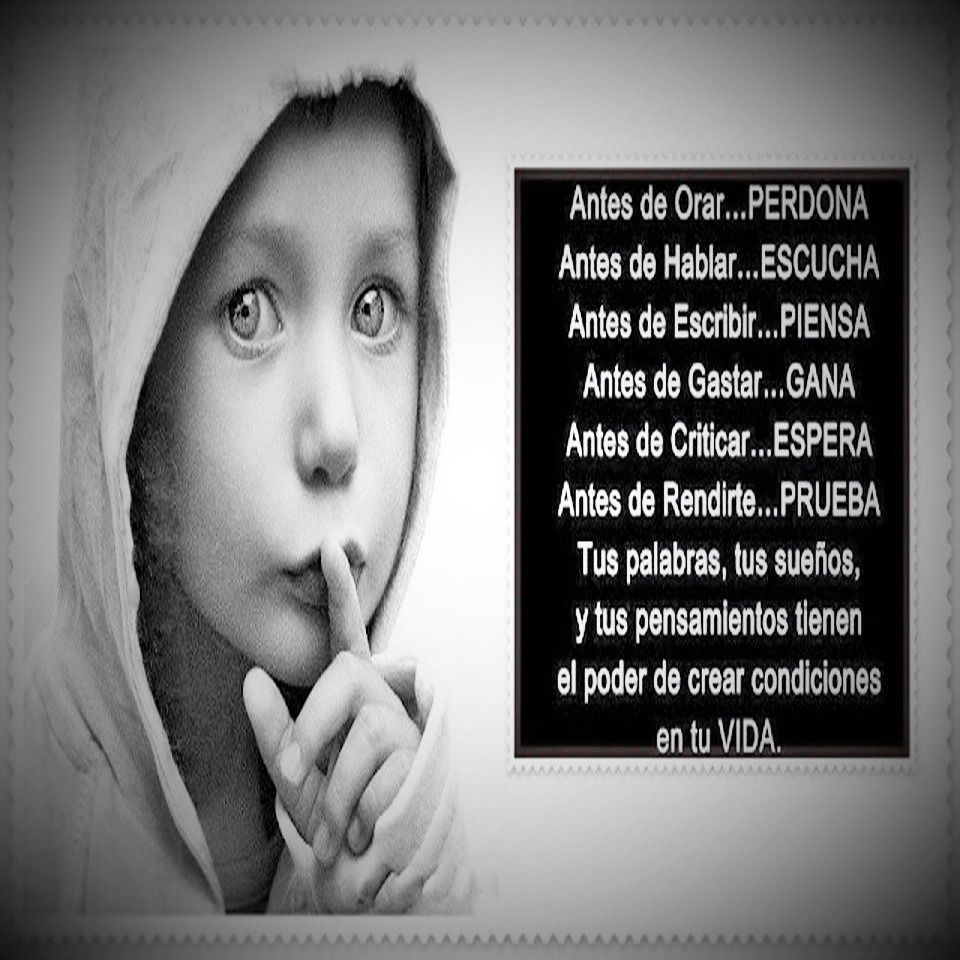 Antes de Orar...PERDONA
Antes de Hablar...ESCUCHA
Antes de Escribir...PIENSA
Antes de Gastar...GANA
Antes de Criticar...ESPERA
Antes de Rendirte...PRUEBA
Tus palabras, tus sueños,
y tus pensamientos tienen
el poder de crear condiciones
en tu VIDA.